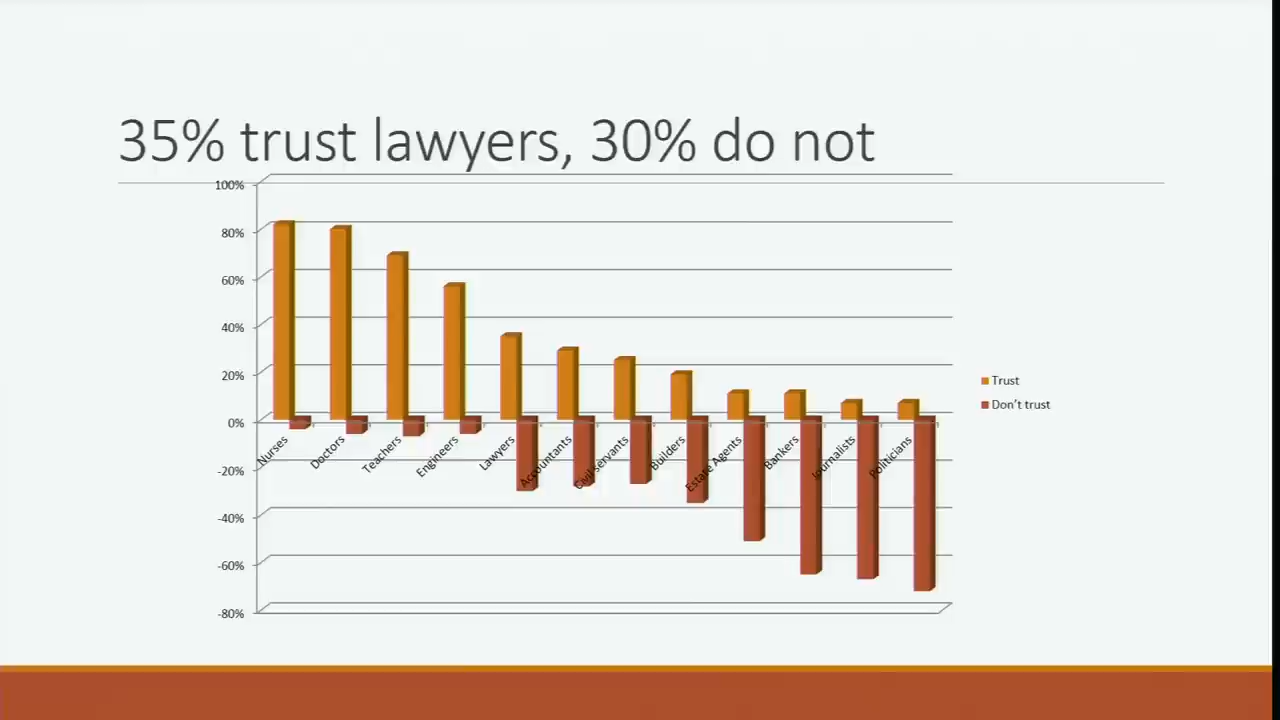 35% trust lawyers, 30% do not
100%
80%
60%
40%
20%
0%
-20%
-40%
-60%
-80%
Nurses
Doctors
Teachers
Engineers
Lawyers
Accountants
Civil Servants
Builders
Estate Agents
Bankers
Journalists
Politicians
Trust
Don't trust